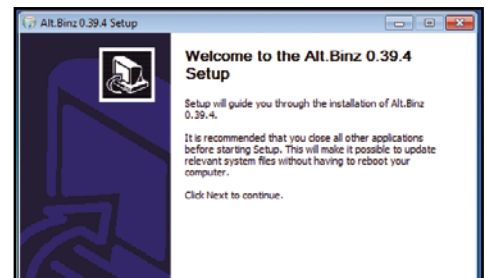 Alt.Binz 0.39.4 Setup
Welcome to the Alt.Binz 0.39.4
Setup
Setup will guide you through the installation of Alt.Binz
0.39.4.
It is recommended that you close all other applications
before starting Setup. This will make it possible to update
relevant system files without having to reboot your
computer.
Click Next to continue.